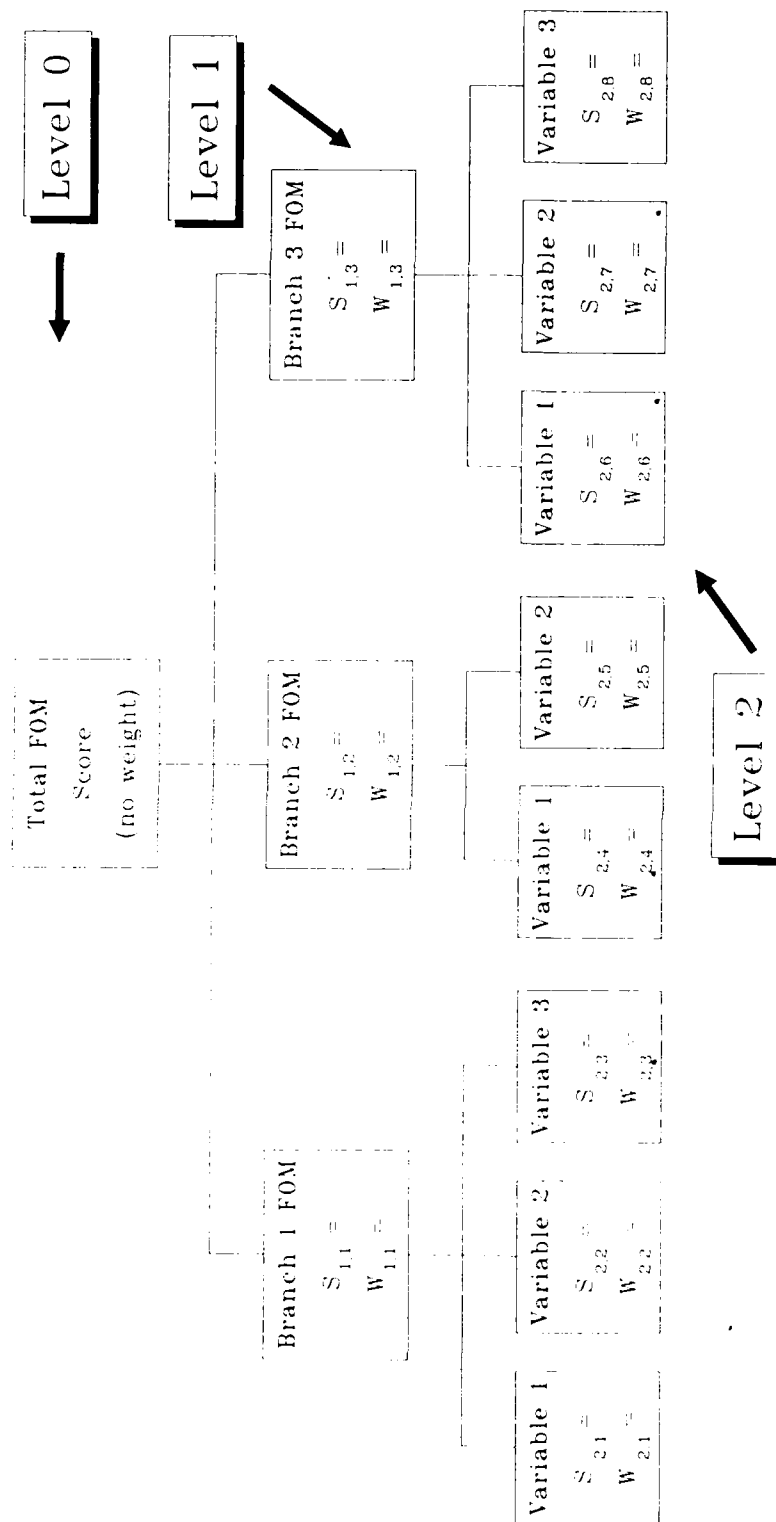 Level 0
Total FOM
Score
(no weight)
Level 1
Branch 1 FOM
S 1,1 =
W 1,1 =
Branch 2 FOM
S 1,2 =
W 1,2 =
Branch 3 FOM
S 1,3 =
W 1,3 =
Variable 1
S 2,1 =
W 2,1 =
Variable 2
S 2,2 =
W 2,2 =
Variable 3
S 2,3 =
W 2,3 =
Variable 1
S 2,4 =
W 2,4 =
Variable 2
S 2,5 =
W 2,5 =
Variable 1
S 2,6 =
W 2,6 =
Variable 2
S 2,7 =
W 2,7 =
Variable 3
S 2,8 =
W 2,8 =
Level 2